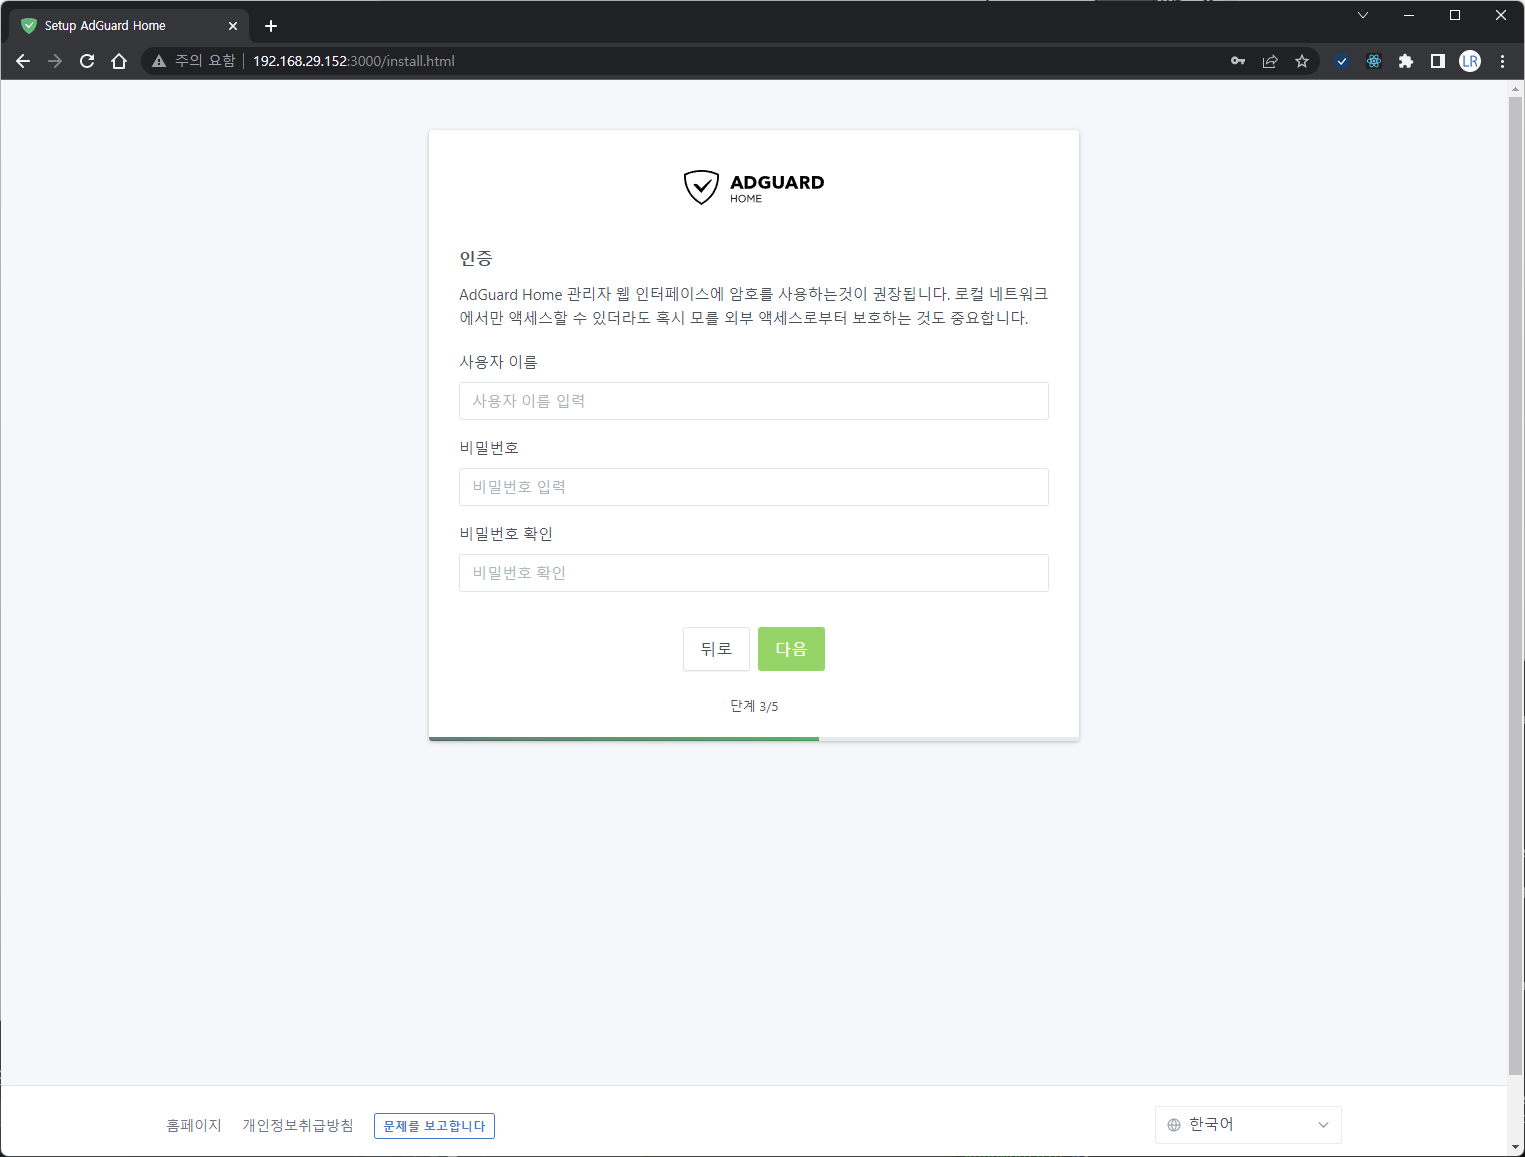 Setup AdGuard Home
주의 요함
192.168.29.152:3000/install.html
LR
ADGUARD
HOME
인증
AdGuard Home 관리자 웹 인터페이스에 암호를 사용하는것이 권장됩니다. 로컬 네트워크
에서만 액세스할 수 있더라도 혹시 모를 외부 액세스로부터 보호하는 것도 중요합니다.
사용자 이름
사용자 이름 입력
비밀번호
비밀번호 입력
비밀번호 확인
비밀번호 확인
뒤로 다음
단계 3/5
홈페이지 개인정보취급방침 문제를 보고합니다 한국어